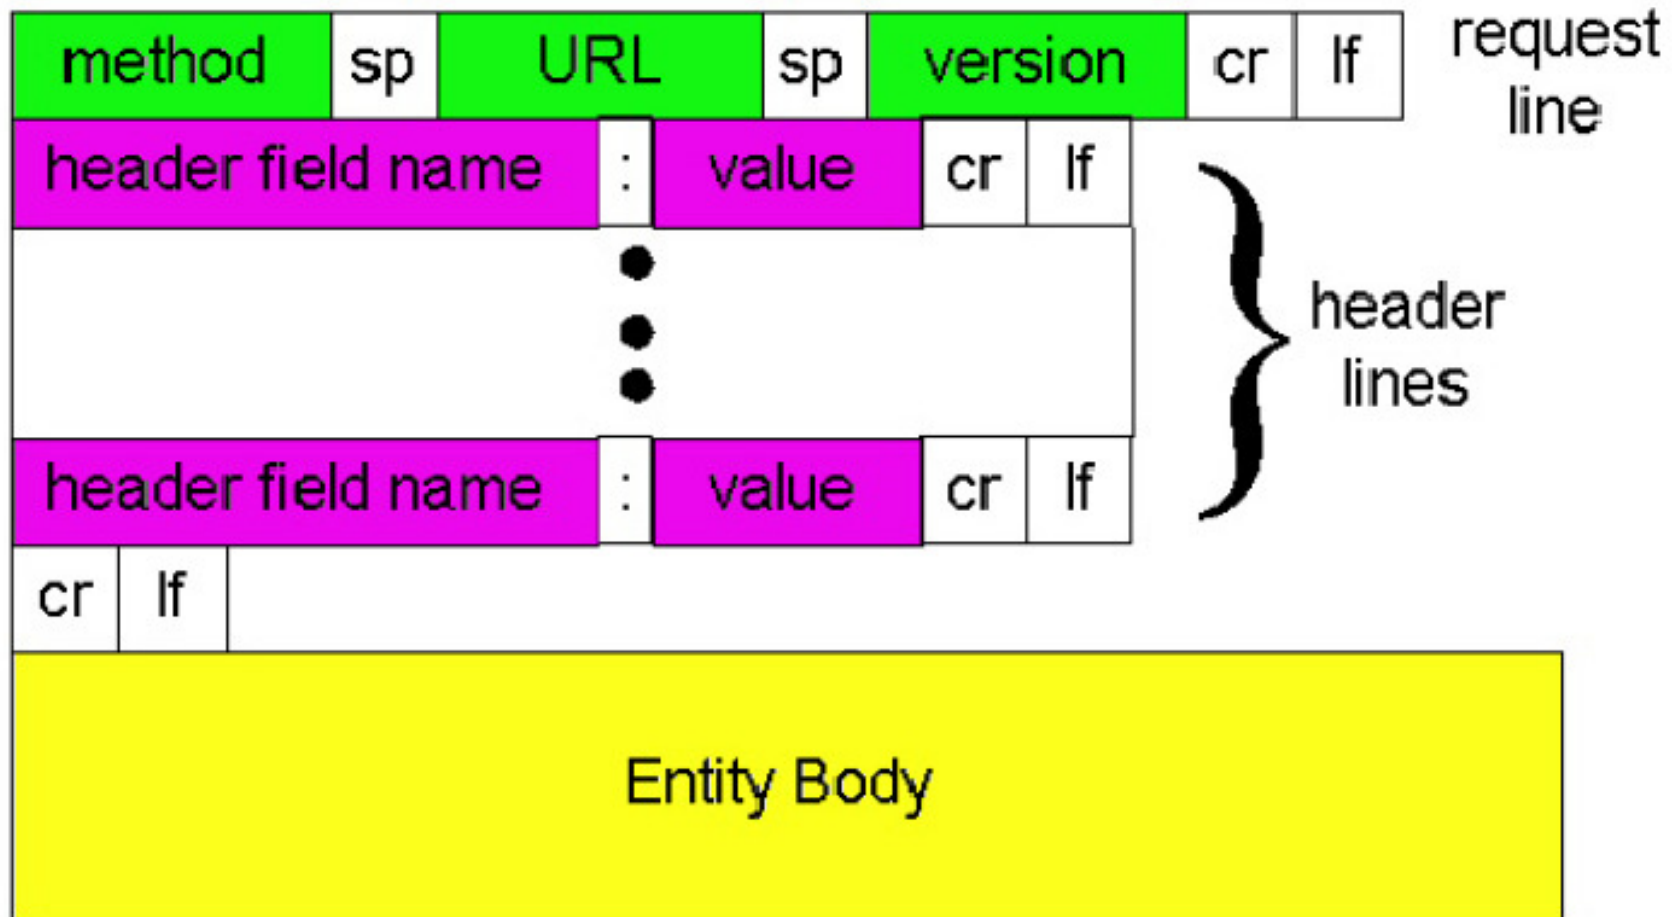 method sp URL sp version cr lf request line
header field name : value cr lf
header lines
header field name : value cr lf
cr lf
Entity Body